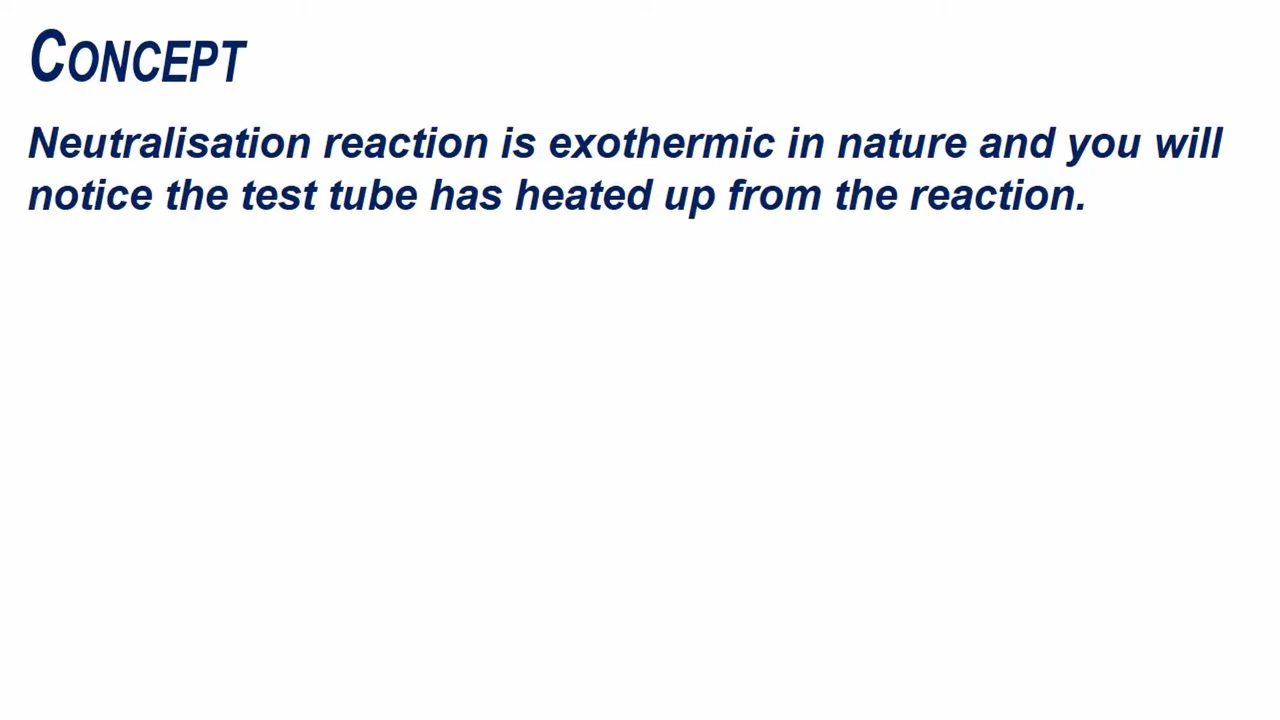 CONCEPT
Neutralisation reaction is exothermic in nature and you will
notice the test tube has heated up from the reaction.